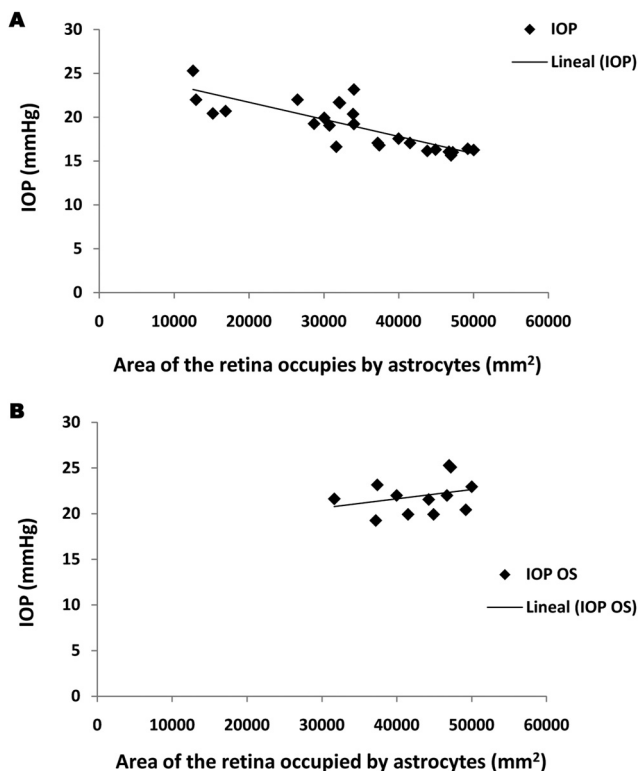 A
30
25
20
15
10
5
0
IOP (mmHg)
IOP
Lineal (IOP)
0 10000 20000 30000 40000 50000 60000
Area of the retina occupies by astrocytes (mm²)
B
30
25
20
15
10
5
0
IOP (mmHg)
IOP OS
Lineal (IOP OS)
0 10000 20000 30000 40000 50000 60000
Area of the retina occupied by astrocytes (mm²)